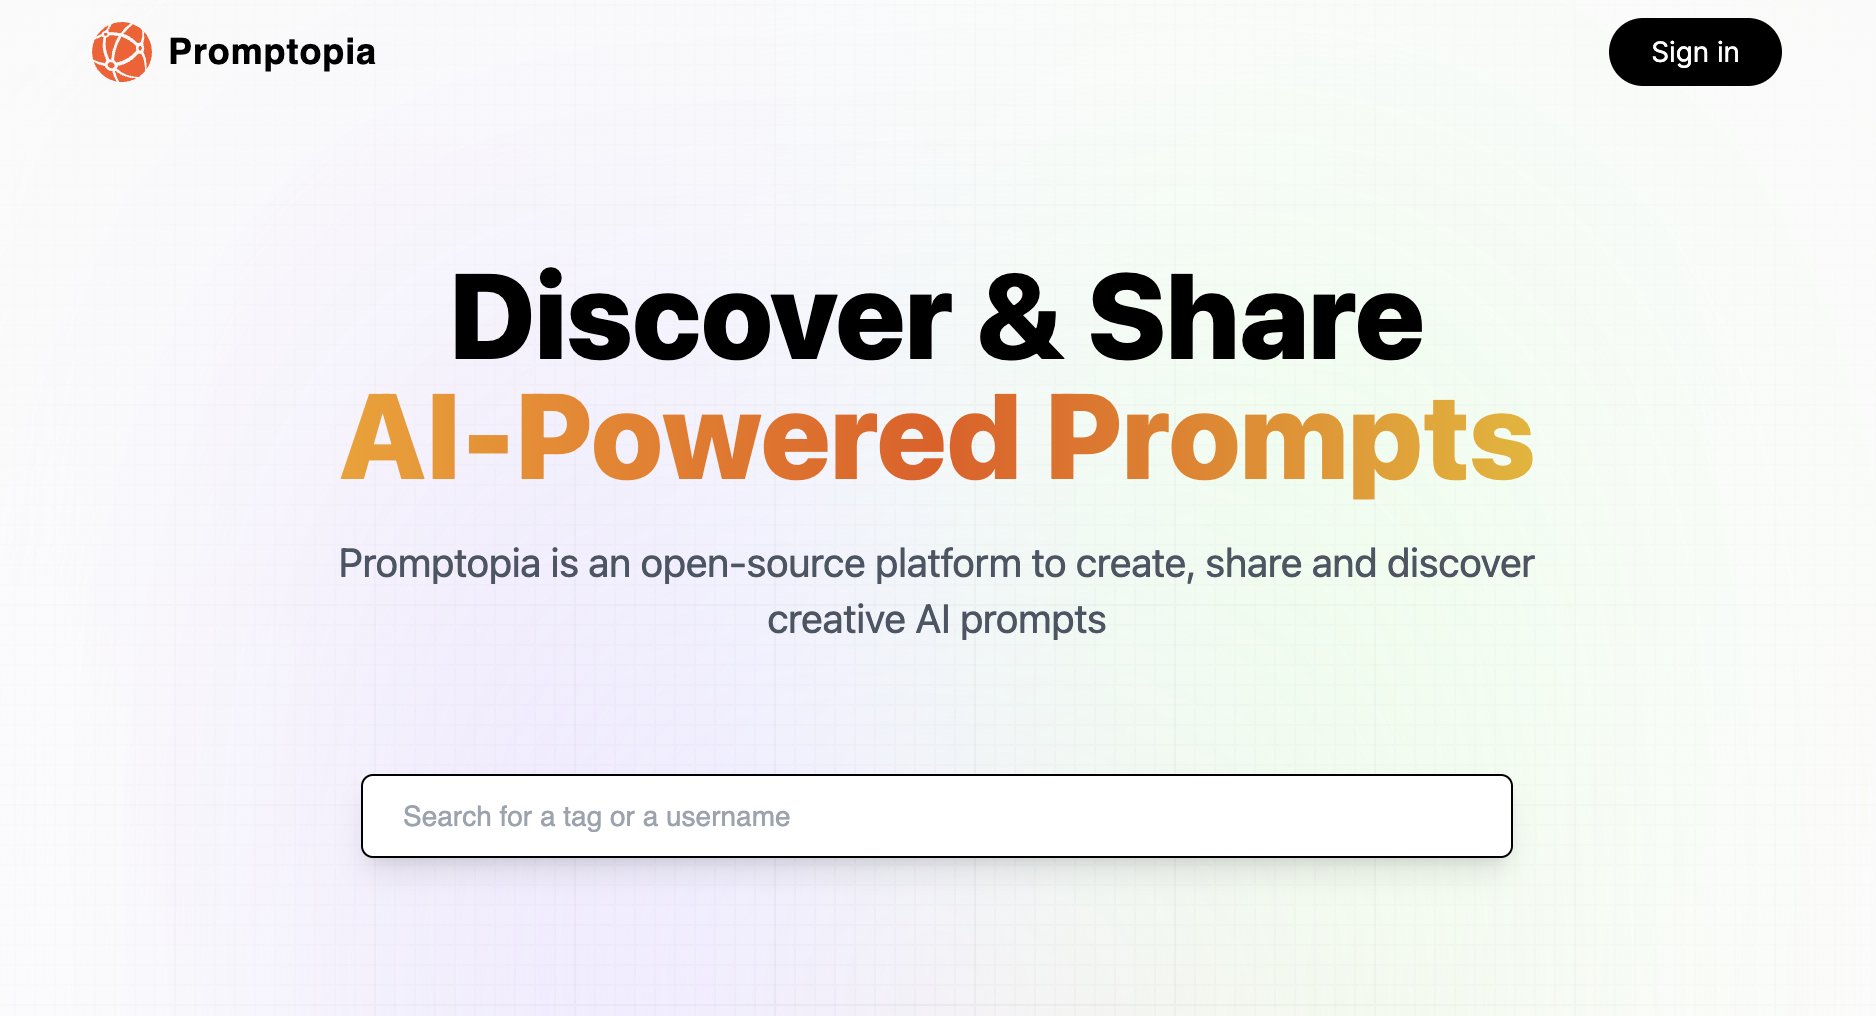 Promptopia
Sign in
Discover & Share
AI-Powered Prompts
Promptopia is an open-source platform to create, share and discover
creative AI prompts
Search for a tag or a username